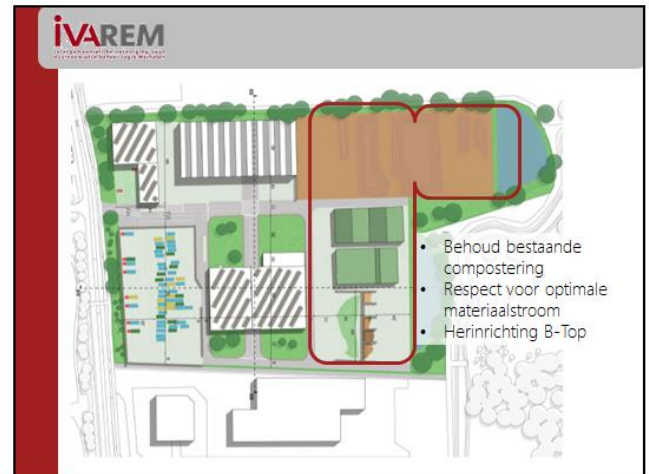 IVAREM
• Behoud bestaande
compostering
• Respect voor optimale
materiaalstroom
• Herinrichting B-Top